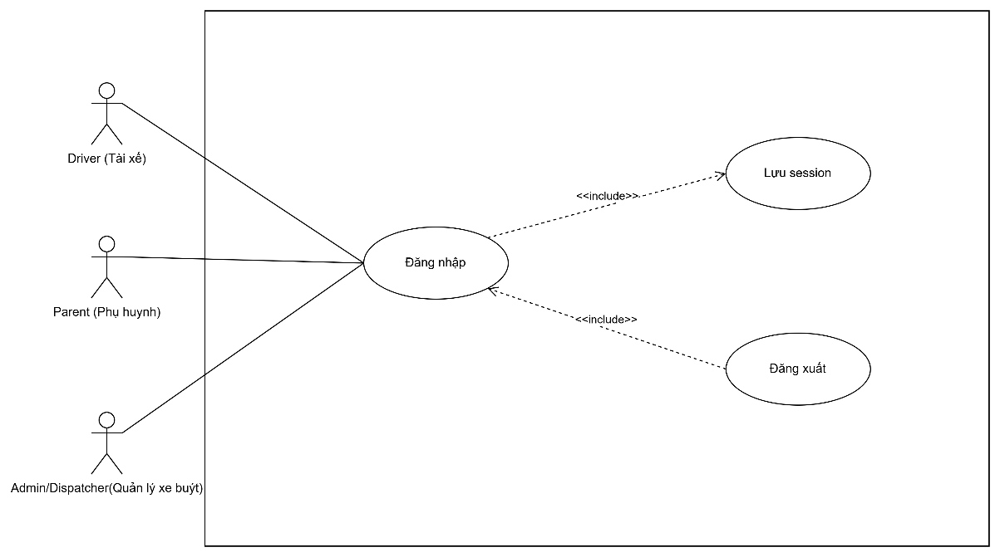 Driver (Tài xế)
Lưu session
<<include>>
Đăng nhập
Parent (Phụ huynh)
<<include>>
Đăng xuất
Admin/Dispatcher(Quản lý xe buýt)